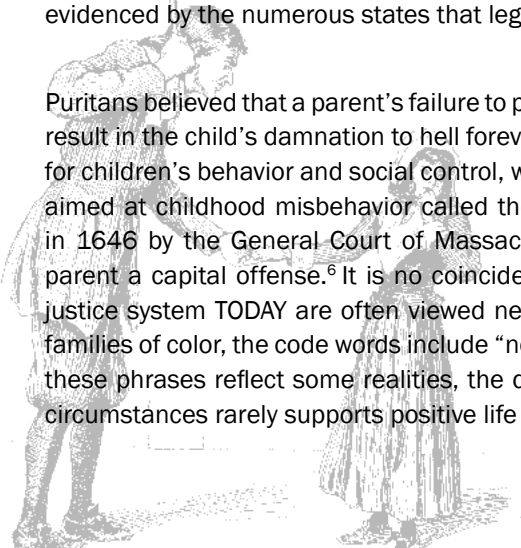 evidenced by the numerous states that leg
Puritans believed that a parent's failure to p
result in the child's damnation to hell forev
for children's behavior and social control, w
aimed at childhood misbehavior called th
in 1646 by the General Court of Massac
parent a capital offense.⁶ It is no coincide
justice system TODAY are often viewed ne
families of color, the code words include “no
these phrases reflect some realities, the d
circumstances rarely supports positive life